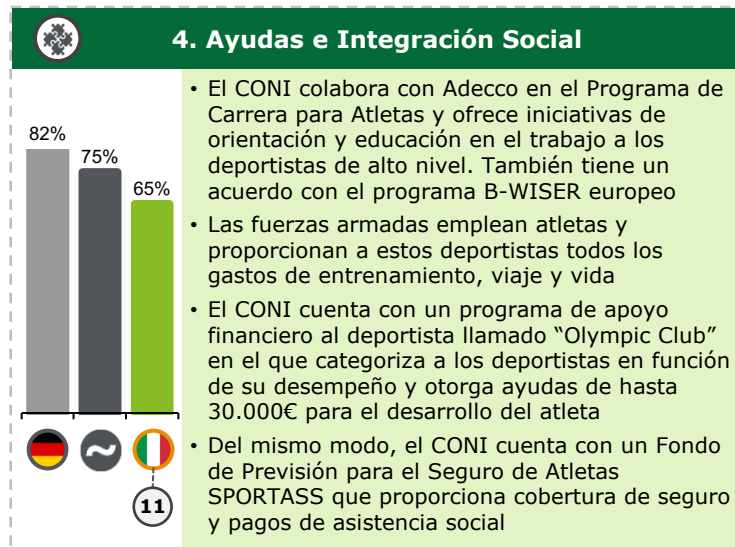 4. Ayudas e Integración Social
82%
75%
65%
11
• El CONI colabora con Adecco en el Programa de
Carrera para Atletas y ofrece iniciativas de
orientación y educación en el trabajo a los
deportistas de alto nivel. También tiene un
acuerdo con el programa B-WISER europeo
• Las fuerzas armadas emplean atletas y
proporcionan a estos deportistas todos los
gastos de entrenamiento, viaje y vida
• El CONI cuenta con un programa de apoyo
financiero al deportista llamado “Olympic Club”
en el que categoriza a los deportistas en función
de su desempeño y otorga ayudas de hasta
30.000€ para el desarrollo del atleta
• Del mismo modo, el CONI cuenta con un Fondo
de Previsión para el Seguro de Atletas
SPORTASS que proporciona cobertura de seguro
y pagos de asistencia social